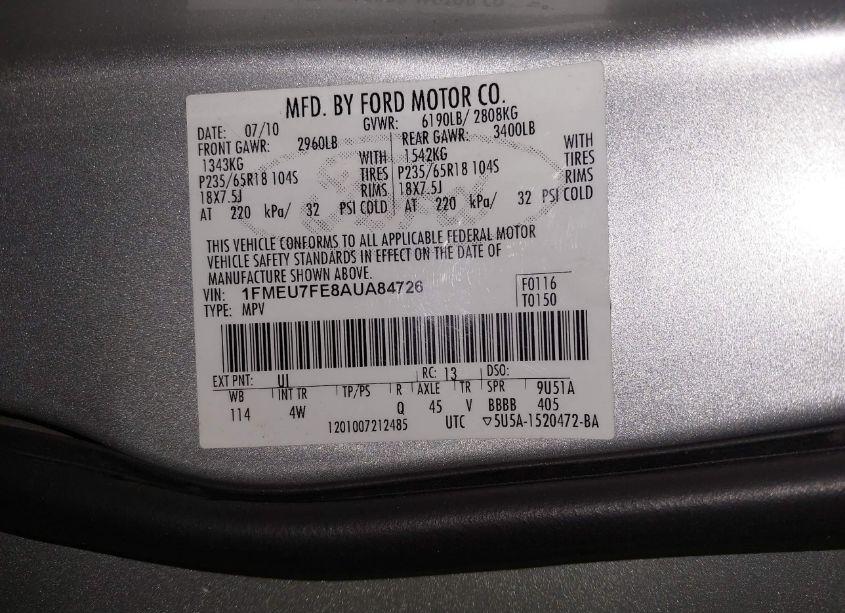 MFD. BY FORD MOTOR CO.
DATE: 07/10 GVWR: 6190LB/ 2808KG
FRONT GAWR: 2960LB REAR GAWR: 3400LB
1343KG WITH 1542KG WITH
P235/65R18 104S TIRES P235/65R18 104S TIRES
18X7.5J RIMS 18X7.5J RIMS
AT 220 kPa/ 32 PSI COLD AT 220 kPa/ 32 PSI COLD
THIS VEHICLE CONFORMS TO ALL APPLICABLE FEDERAL MOTOR
VEHICLE SAFETY STANDARDS IN EFFECT ON THE DATE OF
MANUFACTURE SHOWN ABOVE.
VIN: 1FMEU7FE8AUA84726 F0116
TYPE: MPV T0150
EXT PNT: UI RC: 13 DSO:
WB INT TR TP/PS R AXLE TR SPR 9U51A
114 4W Q 45 V BBBB 405
1201007212485 UTC ▽5U5A-1520472-BA